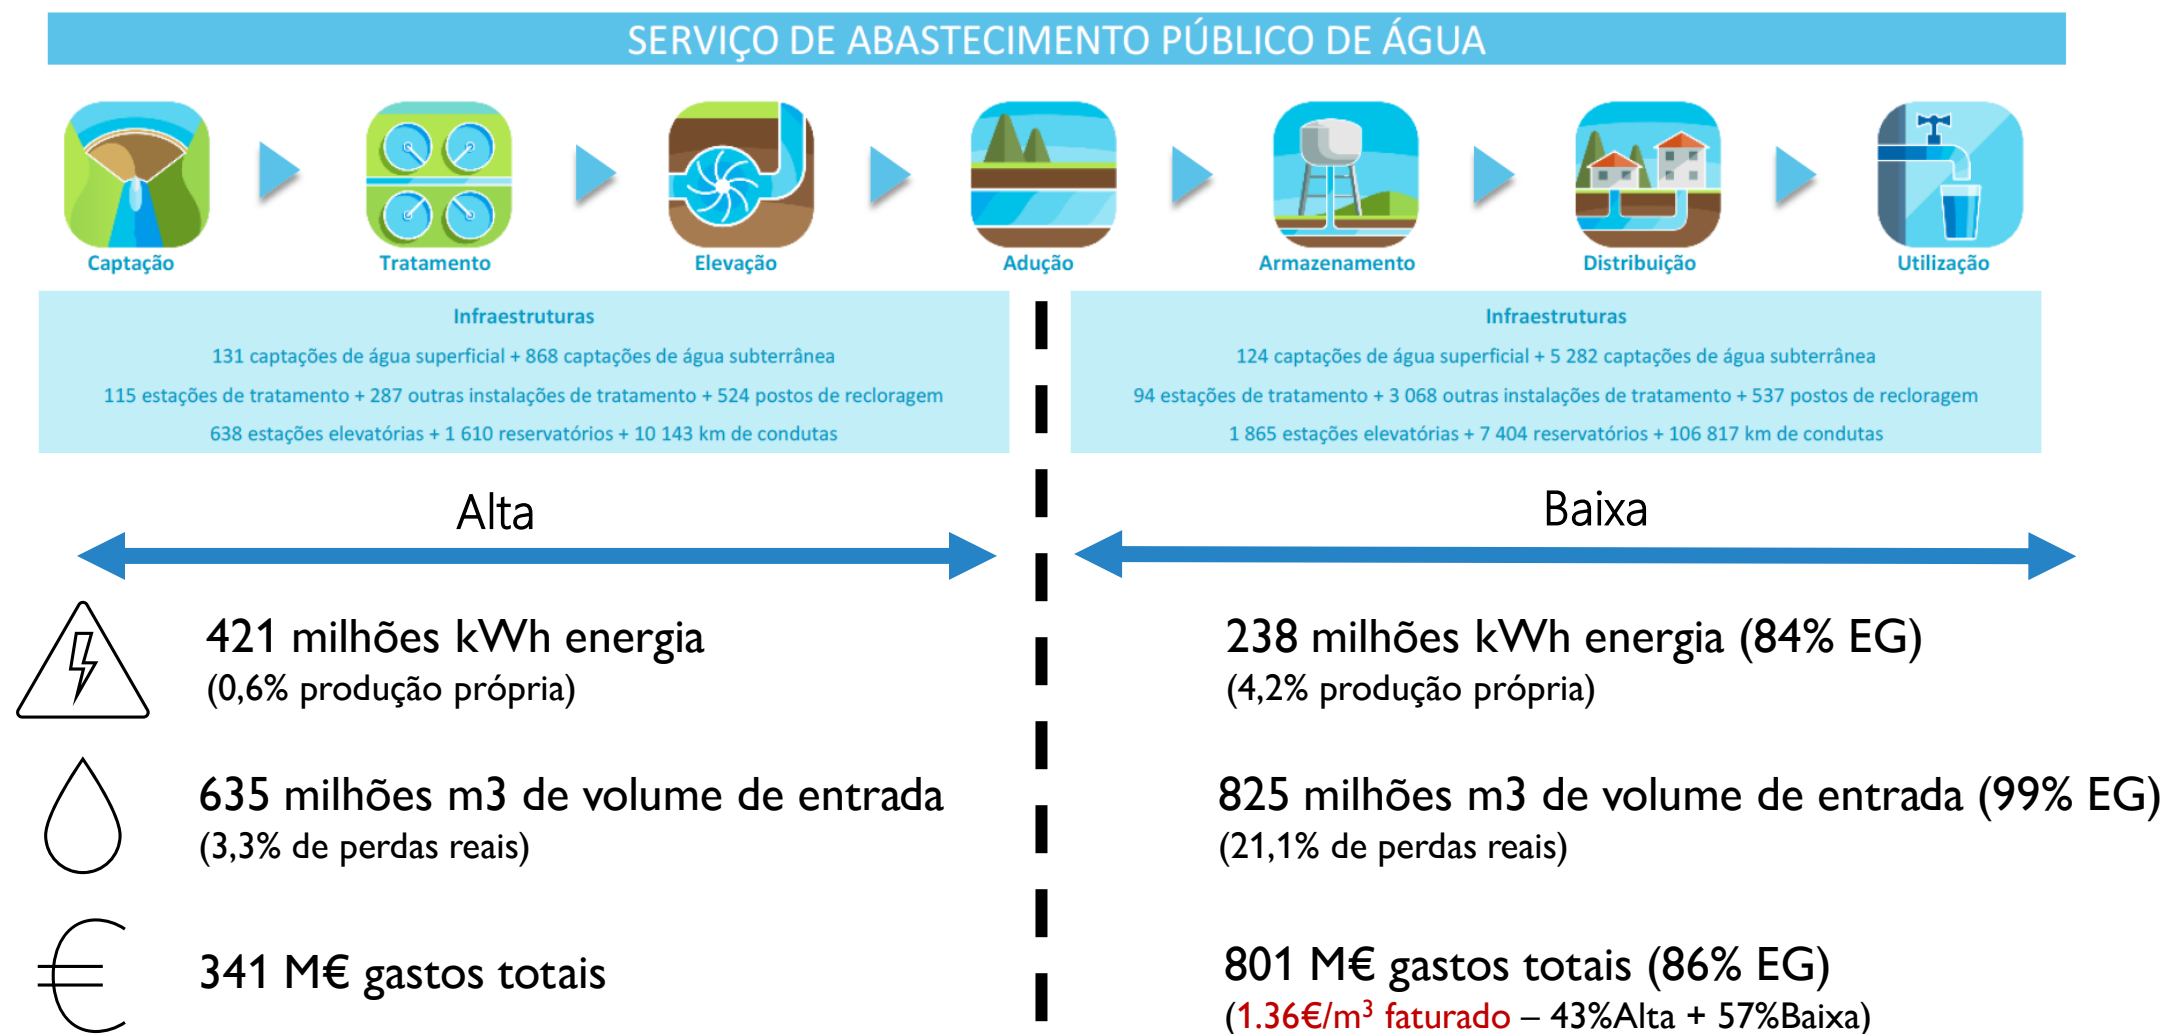 SERVIÇO DE ABASTECIMENTO PÚBLICO DE ÁGUA
Captação
Tratamento
Elevação
Adução
Armazenamento
Distribuição
Utilização
Infraestruturas
131 captações de água superficial + 868 captações de água subterrânea
115 estações de tratamento + 287 outras instalações de tratamento + 524 postos de recloragem
638 estações elevatórias + 1 610 reservatórios + 10 143 km de condutas
Infraestruturas
124 captações de água superficial + 5 282 captações de água subterrânea
94 estações de tratamento + 3 068 outras instalações de tratamento + 537 postos de recloragem
1 865 estações elevatórias + 7 404 reservatórios + 106 817 km de condutas
Alta
Baixa
421 milhões kWh energia
(0,6% produção própria)
238 milhões kWh energia (84% EG)
(4,2% produção própria)
635 milhões m3 de volume de entrada
(3,3% de perdas reais)
825 milhões m3 de volume de entrada (99% EG)
(21,1% de perdas reais)
341 M€ gastos totais
801 M€ gastos totais (86% EG)
(1.36€/m³ faturado – 43%Alta + 57%Baixa)